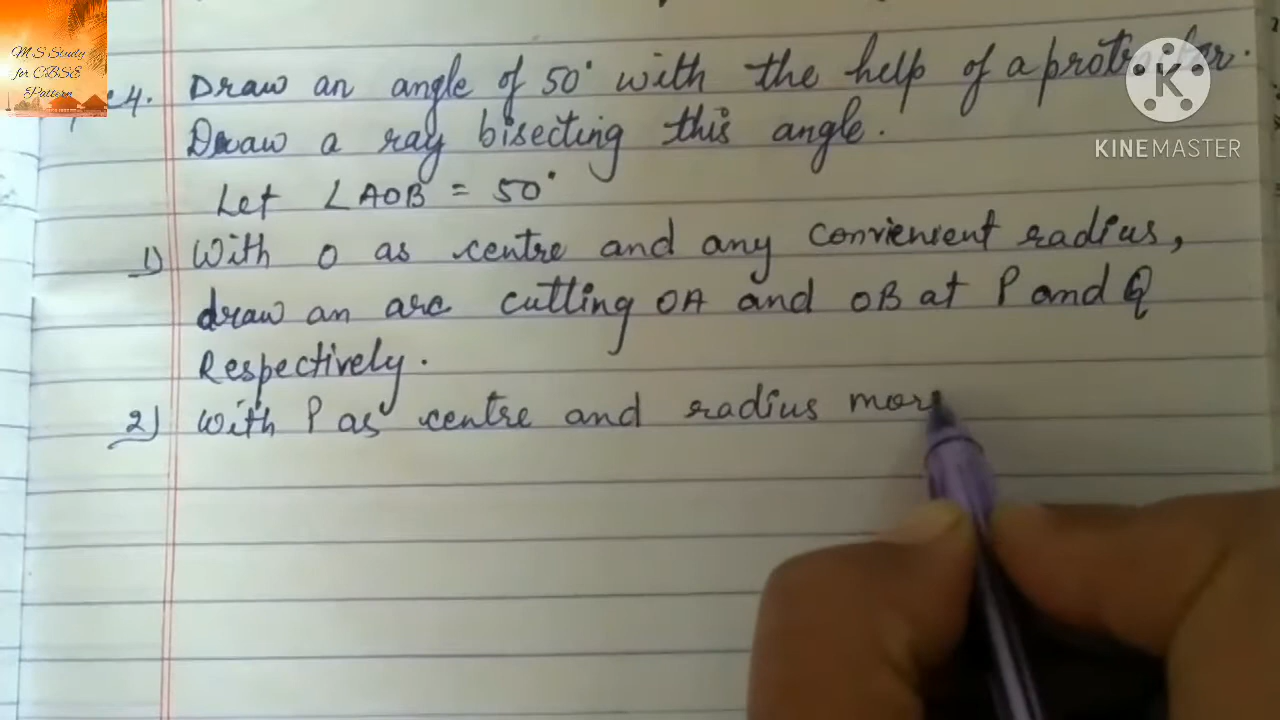 M S Study
for CBSE
Pattern
4. Draw an angle of 50° with the help of a protractor.
Draw a ray bisecting this angle.
Let ∠AOB = 50°
1) With O as centre and any convienient radius,
draw an arc cutting OA and OB at P and Q
Respectively.
2) With P as centre and radius mor
K
KINEMASTER